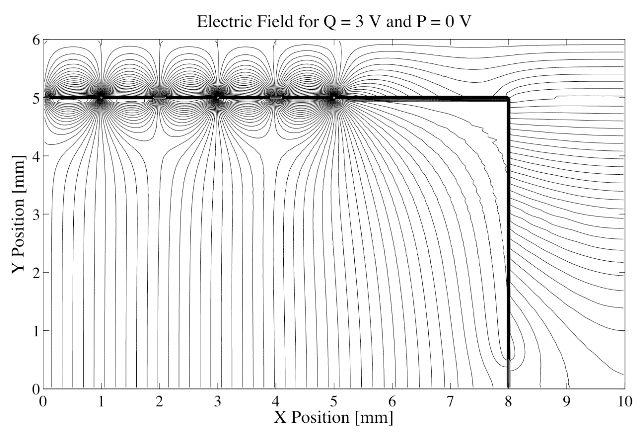 Electric Field for Q = 3 V and P = 0 V
6
5
4
3
2
1
0
Y Position [mm]
0 1 2 3 4 5 6 7 8 9 10
X Position [mm]